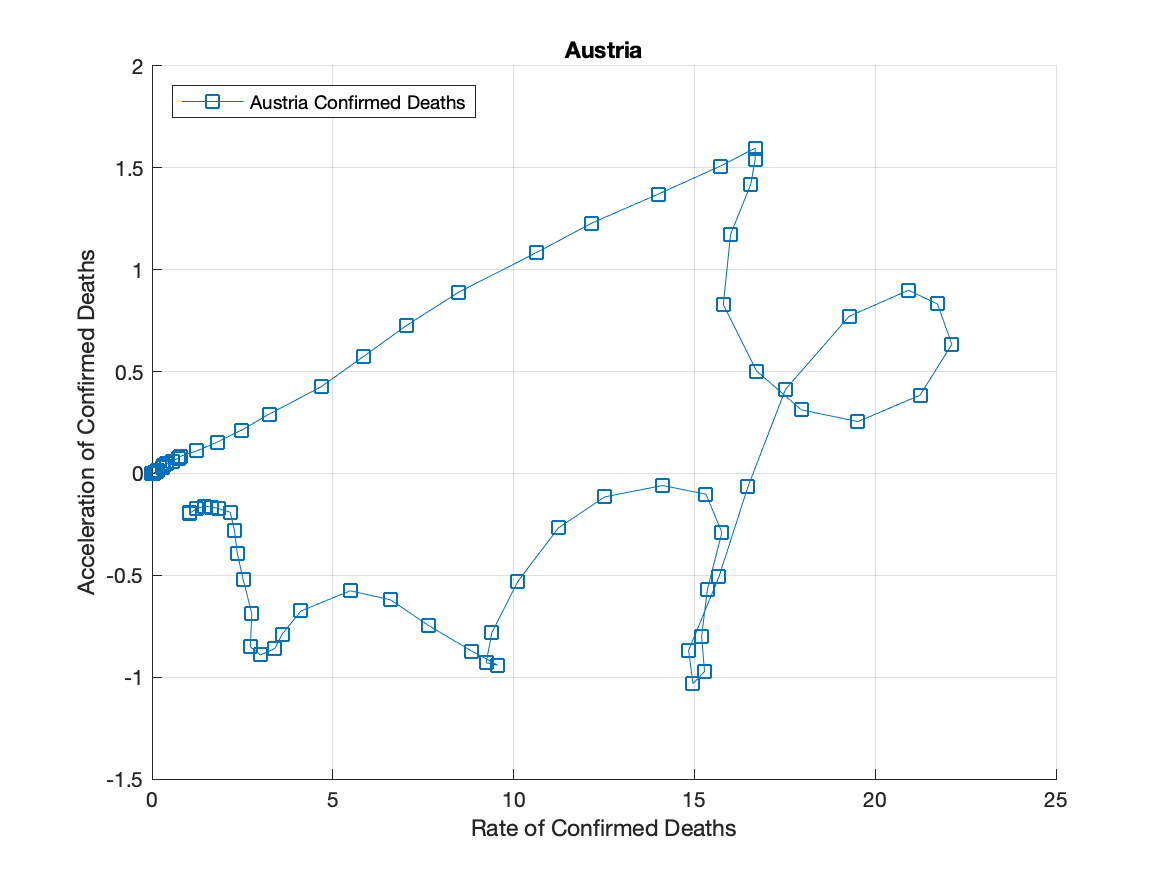 Austria
Austria Confirmed Deaths
2
1.5
1
0.5
0
-0.5
-1
-1.5
Acceleration of Confirmed Deaths
0 5 10 15 20 25
Rate of Confirmed Deaths